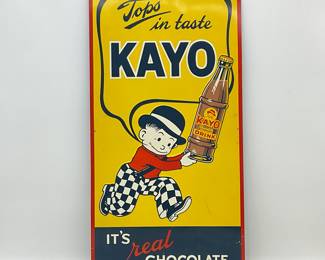 Tops
in taste
KAYO
KAYO
DRINK
IT'S real
CHOCOLATE